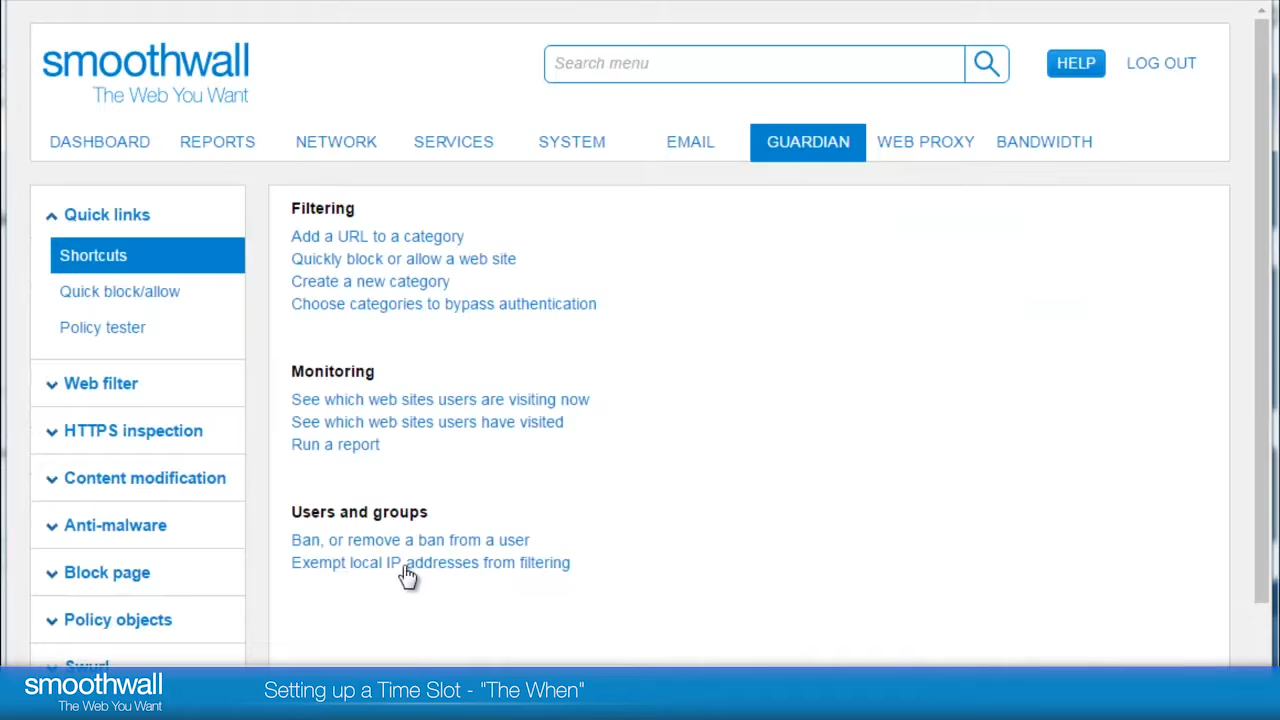 smoothwall
The Web You Want
Search menu
HELP
LOG OUT
DASHBOARD
REPORTS
NETWORK
SERVICES
SYSTEM
EMAIL
GUARDIAN
WEB PROXY
BANDWIDTH
Quick links
Shortcuts
Quick block/allow
Policy tester
Web filter
HTTPS inspection
Content modification
Anti-malware
Block page
Policy objects
Swurl
Filtering
Add a URL to a category
Quickly block or allow a web site
Create a new category
Choose categories to bypass authentication
Monitoring
See which web sites users are visiting now
See which web sites users have visited
Run a report
Users and groups
Ban, or remove a ban from a user
Exempt local IP addresses from filtering
smoothwall
The Web You Want
Setting up a Time Slot - "The When"